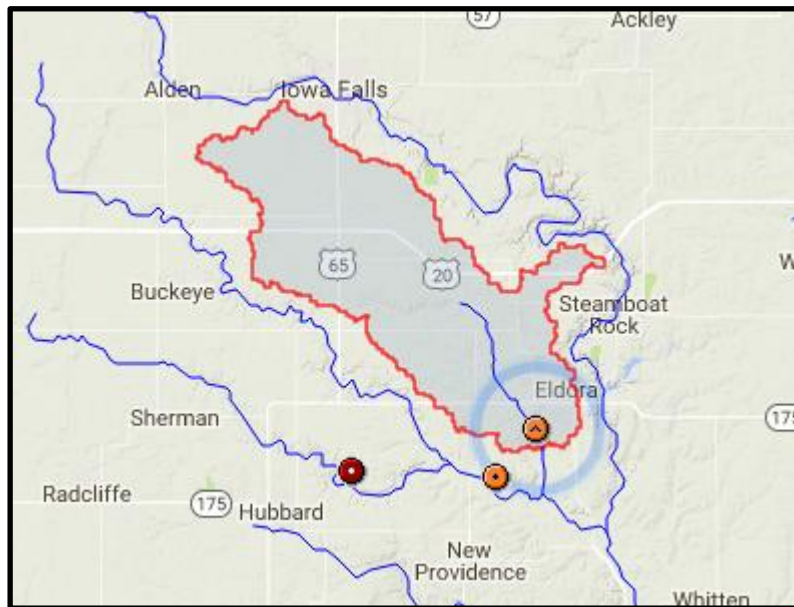 57
Ackley
Alden
Iowa Falls
W
65
20
Buckeye
Steamboat
Rock
Eldora
Sherman
175
Radcliffe
175
Hubbard
New
Providence
Whitten